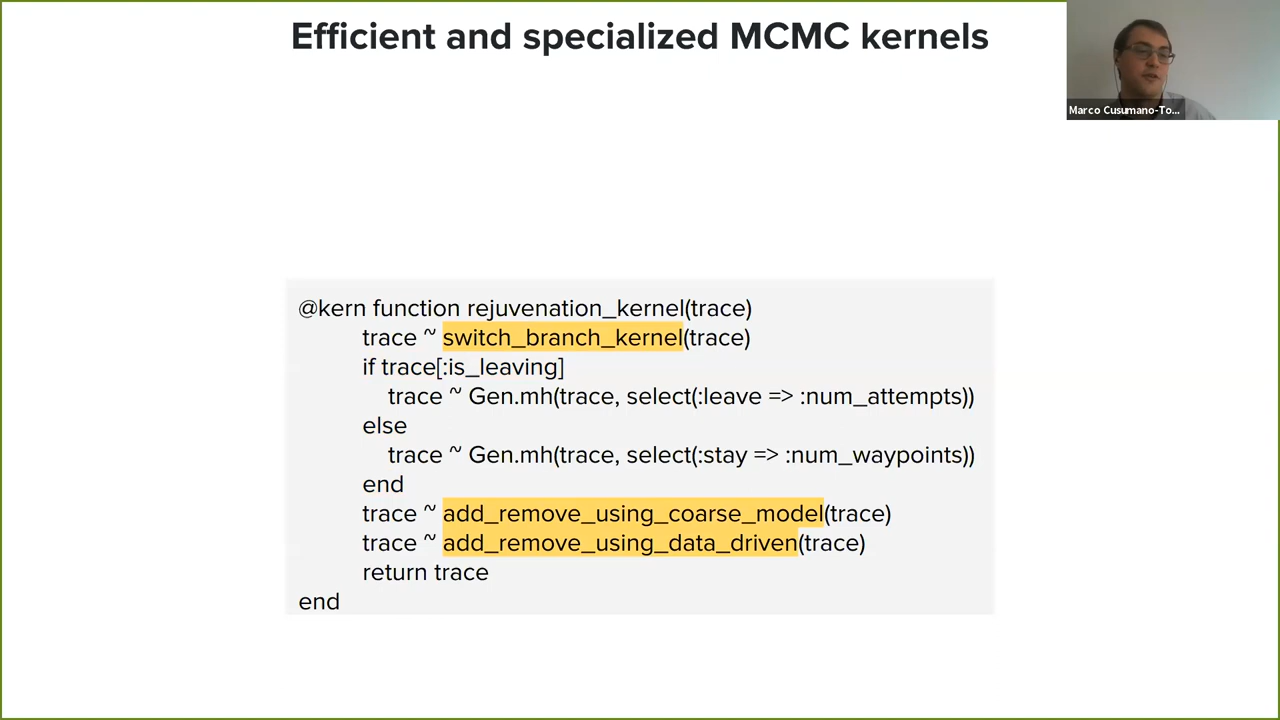 Efficient and specialized MCMC kernels
Marco Cusumano-To...
@kern function rejuvenation_kernel(trace)
trace ~ switch_branch_kernel(trace)
if trace[:is_leaving]
trace ~ Gen.mh(trace, select(:leave => :num_attempts))
else
trace ~ Gen.mh(trace, select(:stay => :num_waypoints))
end
trace ~ add_remove_using_coarse_model(trace)
trace ~ add_remove_using_data_driven(trace)
return trace
end